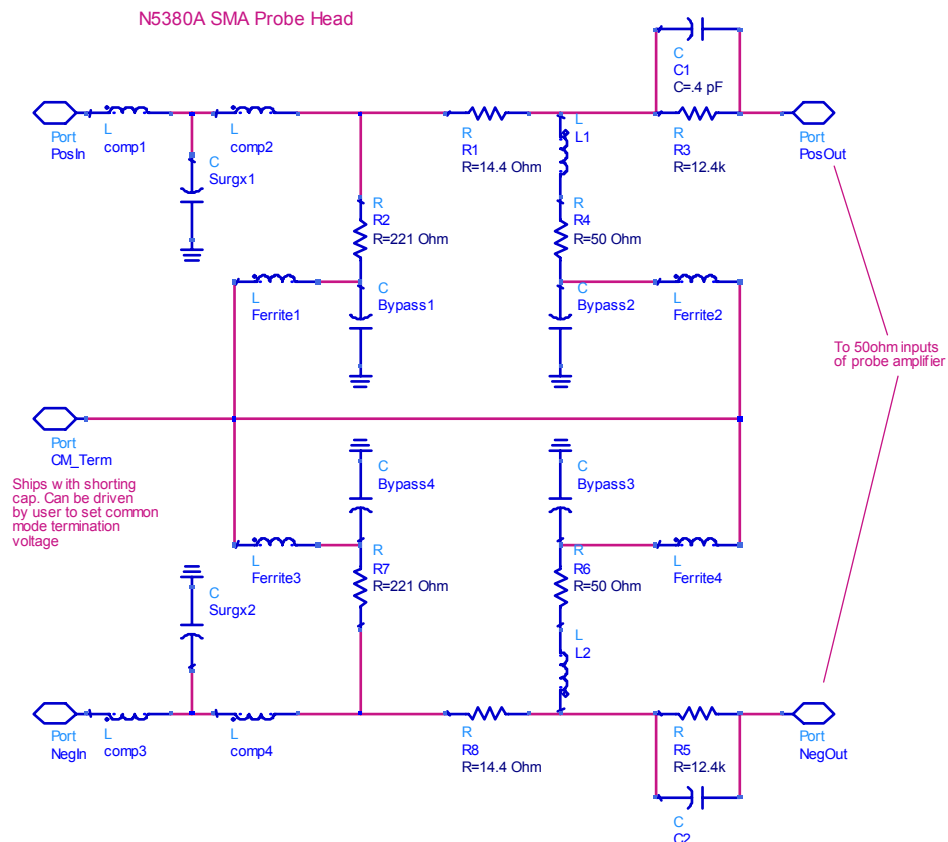 N5380A SMA Probe Head
C
C1
C=.4 pF
Port
PosIn
L
comp1
L
comp2
R
R1
R=14.4 Ohm
L
L1
R
R3
R=12.4k
Port
PosOut
C
Surgx1
R
R2
R=221 Ohm
R
R4
R=50 Ohm
L
Ferrite1
C
Bypass1
C
Bypass2
L
Ferrite2
To 50ohm inputs
of probe amplifier
Port
CM_Term
Ships with shorting
cap. Can be driven
by user to set common
mode termination
voltage
C
Bypass4
C
Bypass3
L
Ferrite3
R
R7
R=221 Ohm
R
R6
R=50 Ohm
L
Ferrite4
C
Surgx2
L
L2
Port
NegIn
L
comp3
L
comp4
R
R8
R=14.4 Ohm
R
R5
R=12.4k
Port
NegOut
C
C2